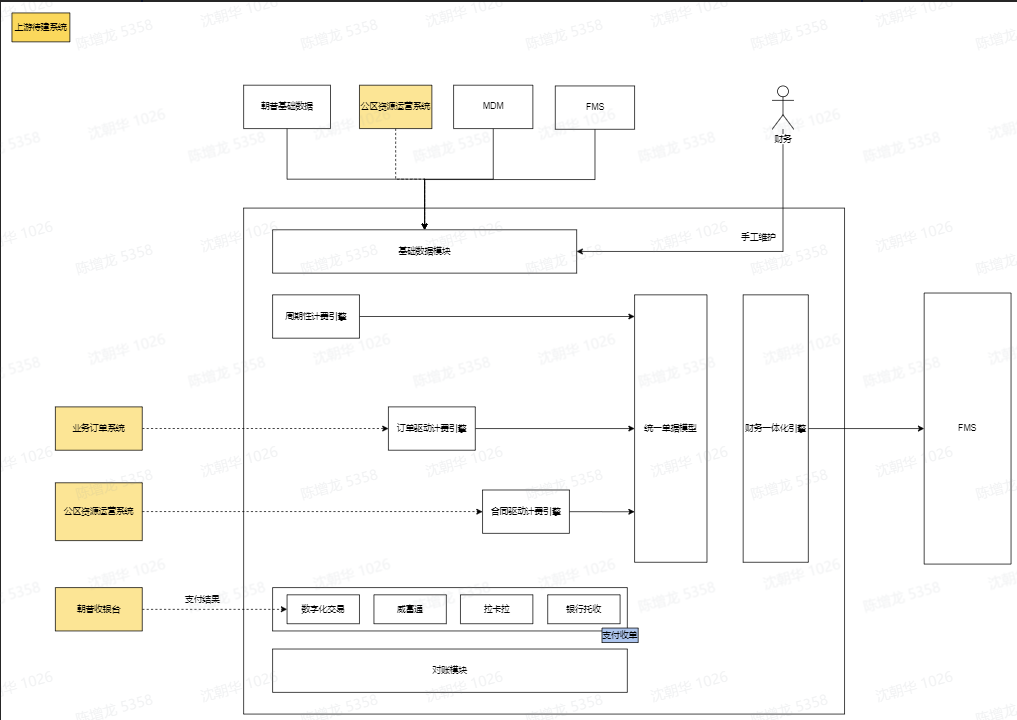 上游待建系统
朝昔基础数据
公区资源运营系统
MDM
FMS
财务
手工维护
基础数据模块
周期性计费引擎
业务订单系统
订单驱动计费引擎
统一单据模型
财务一体化引擎
FMS
公区资源运营系统
合同驱动计费引擎
朝昔收银台
支付结果
数字化交易
威富通
拉卡拉
银行托收
支付收单
对账模块
陈增龙 5358
沈朝华 1026